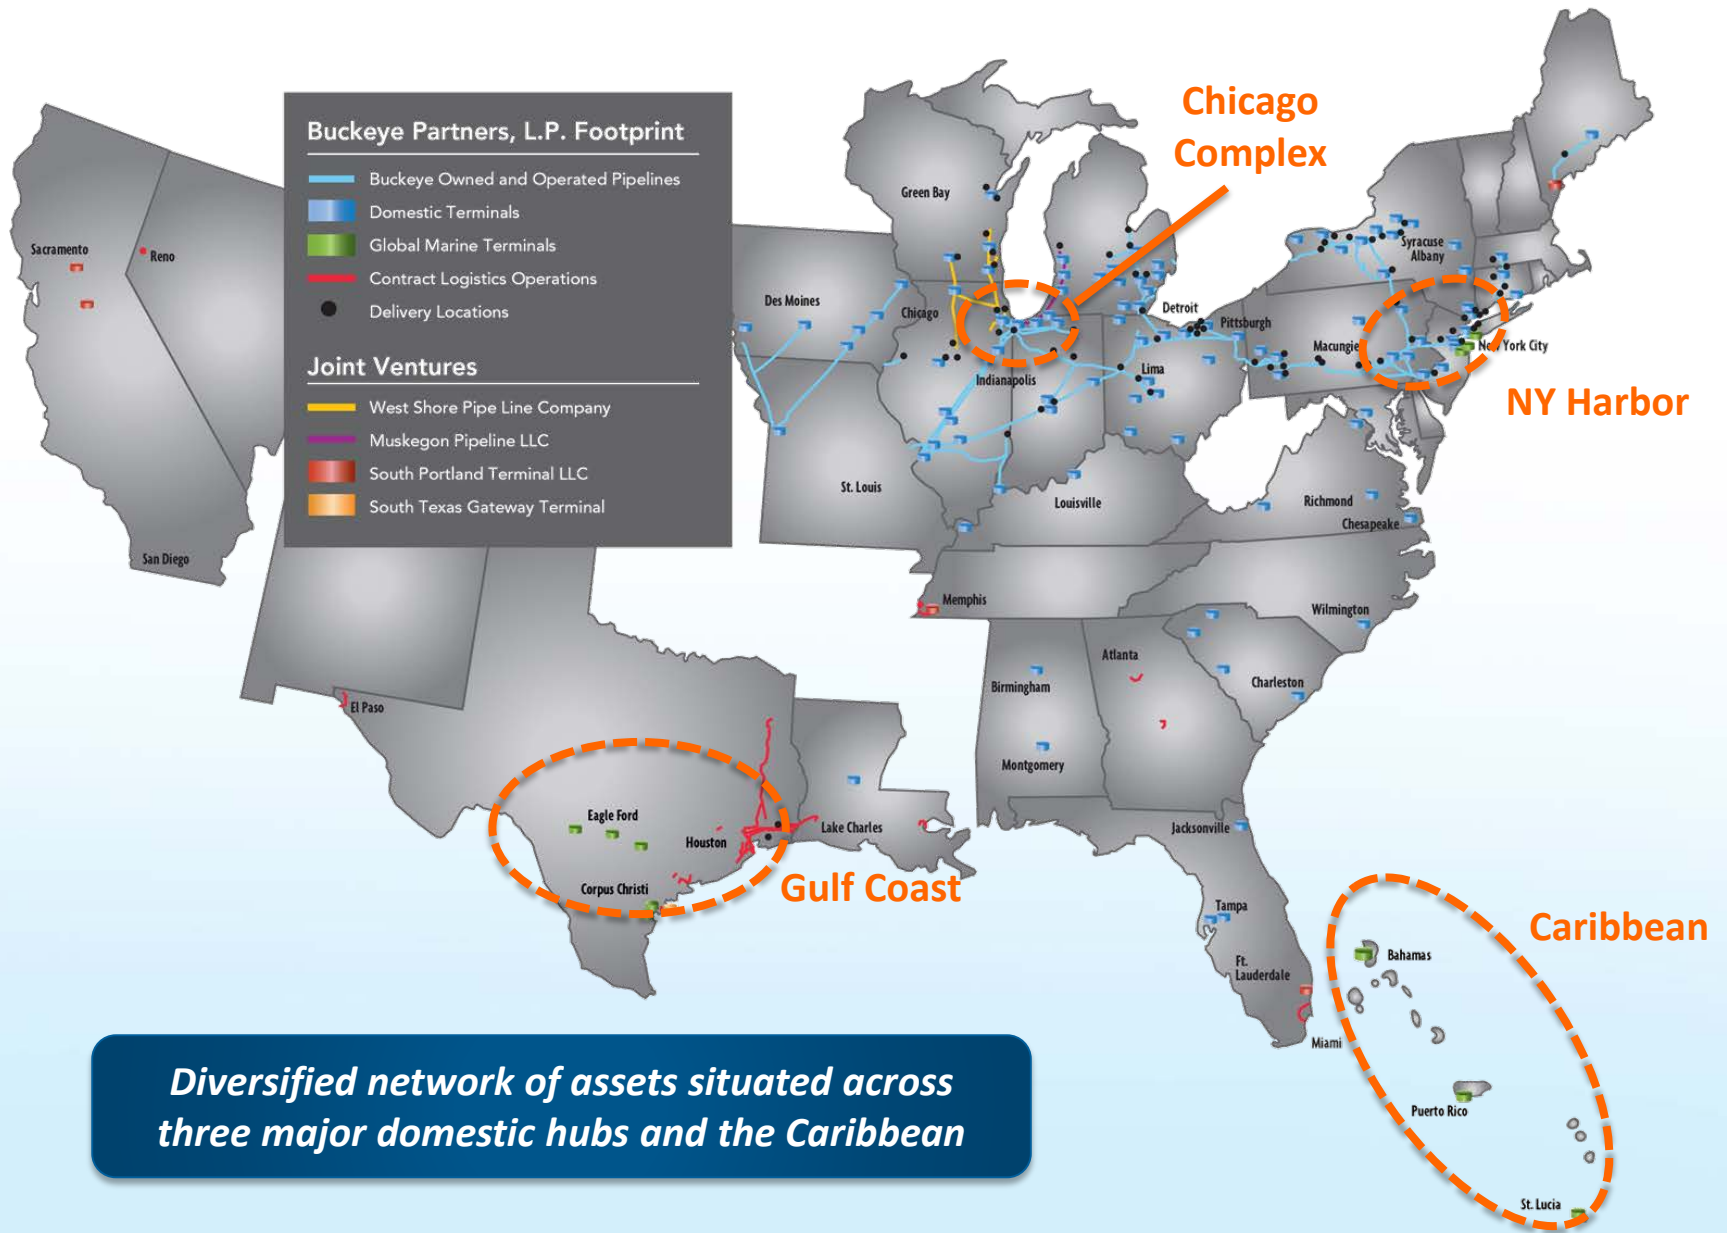 Chicago
Complex
Buckeye Partners, L.P. Footprint
Buckeye Owned and Operated Pipelines
Domestic Terminals
Global Marine Terminals
Contract Logistics Operations
Delivery Locations
Joint Ventures
West Shore Pipe Line Company
Muskegon Pipeline LLC
South Portland Terminal LLC
South Texas Gateway Terminal
Green Bay
Sacramento
Reno
Syracuse
Albany
Des Moines
Chicago
Detroit
Pittsburgh
Macungie
New York City
Indianapolis
Lima
NY Harbor
St. Louis
Louisville
Richmond
Chesapeake
San Diego
Memphis
Wilmington
Atlanta
Birmingham
Charleston
El Paso
Montgomery
Eagle Ford
Houston
Lake Charles
Jacksonville
Corpus Christi
Gulf Coast
Tampa
Caribbean
Ft.
Lauderdale
Bahamas
Miami
Diversified network of assets situated across
three major domestic hubs and the Caribbean
Puerto Rico
St. Lucia